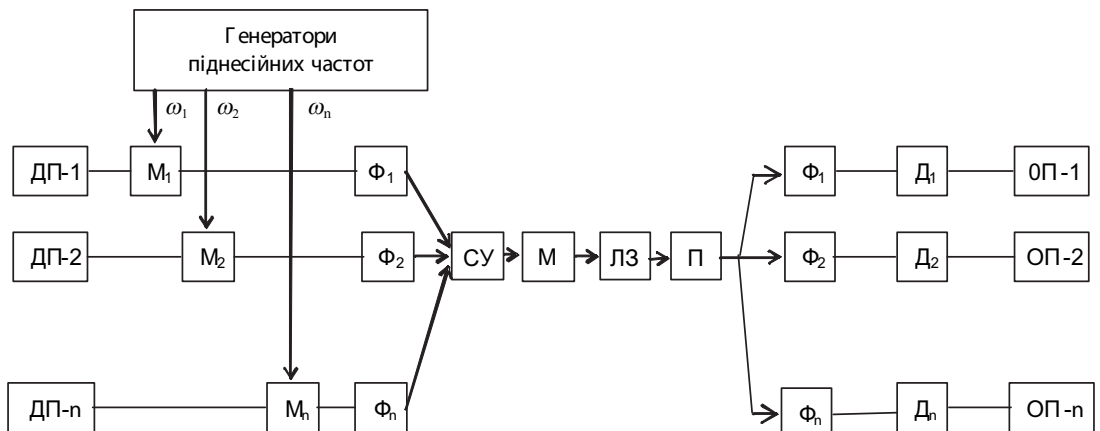 Генератори
піднесійних частот
ω₁ ω₂ ωₙ
ДП-1 М₁ Ф₁ Ф₁ Д₁ 0П-1
ДП-2 М₂ Ф₂ СУ М ЛЗ П Ф₂ Д₂ ОП-2
ДП-n Мₙ Фₙ Фₙ Дₙ ОП-n